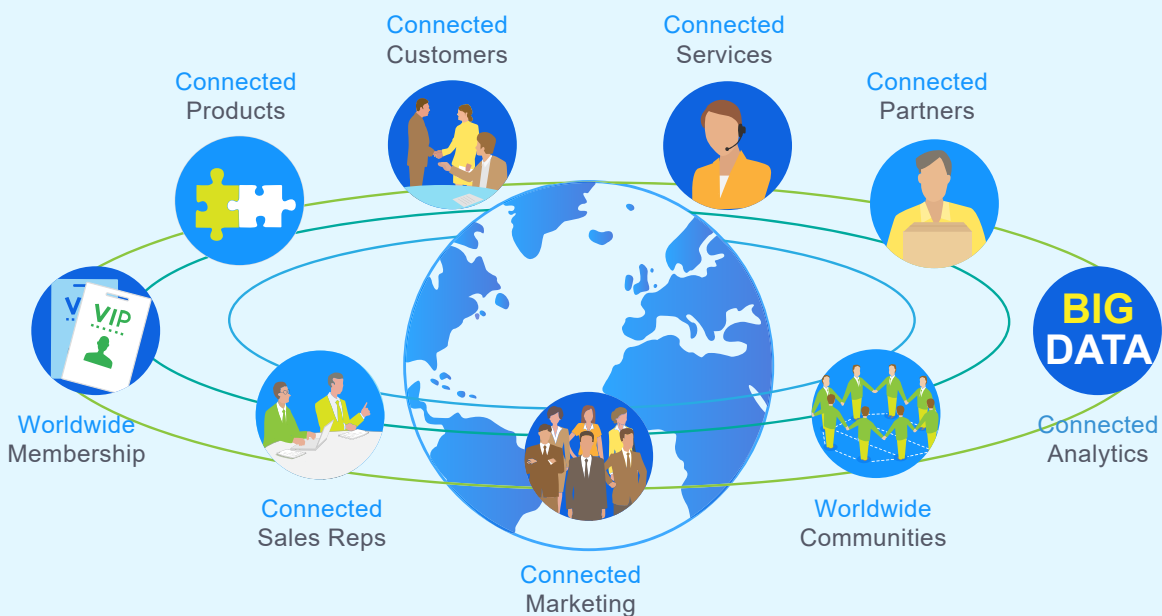 Connected
Customers
Connected
Services
Connected
Products
Connected
Partners
V
VIP
BIG
DATA
Worldwide
Membership
Connected
Analytics
Connected
Sales Reps
Worldwide
Communities
Connected
Marketing